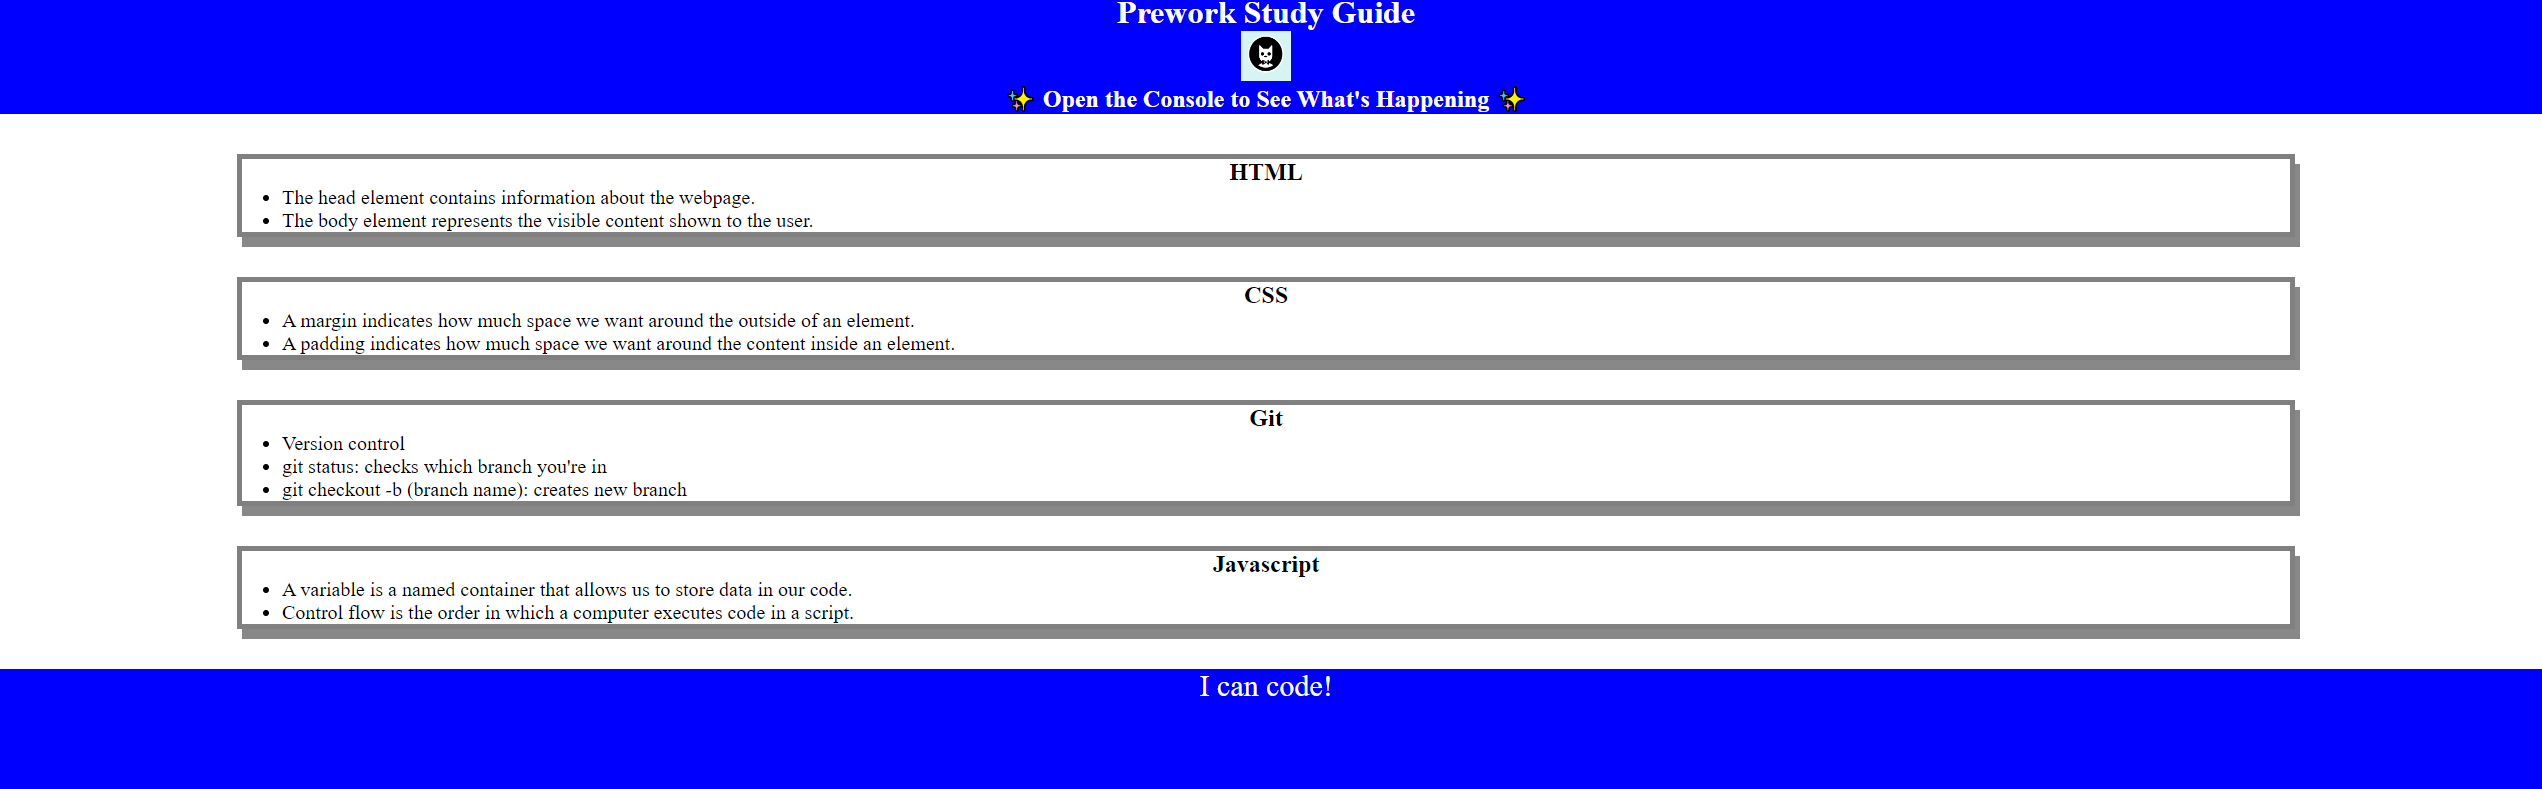 Prework Study Guide
✨ Open the Console to See What's Happening ✨
HTML
• The head element contains information about the webpage.
• The body element represents the visible content shown to the user.
CSS
• A margin indicates how much space we want around the outside of an element.
• A padding indicates how much space we want around the content inside an element.
Git
• Version control
• git status: checks which branch you're in
• git checkout -b (branch name): creates new branch
Javascript
• A variable is a named container that allows us to store data in our code.
• Control flow is the order in which a computer executes code in a script.
I can code!